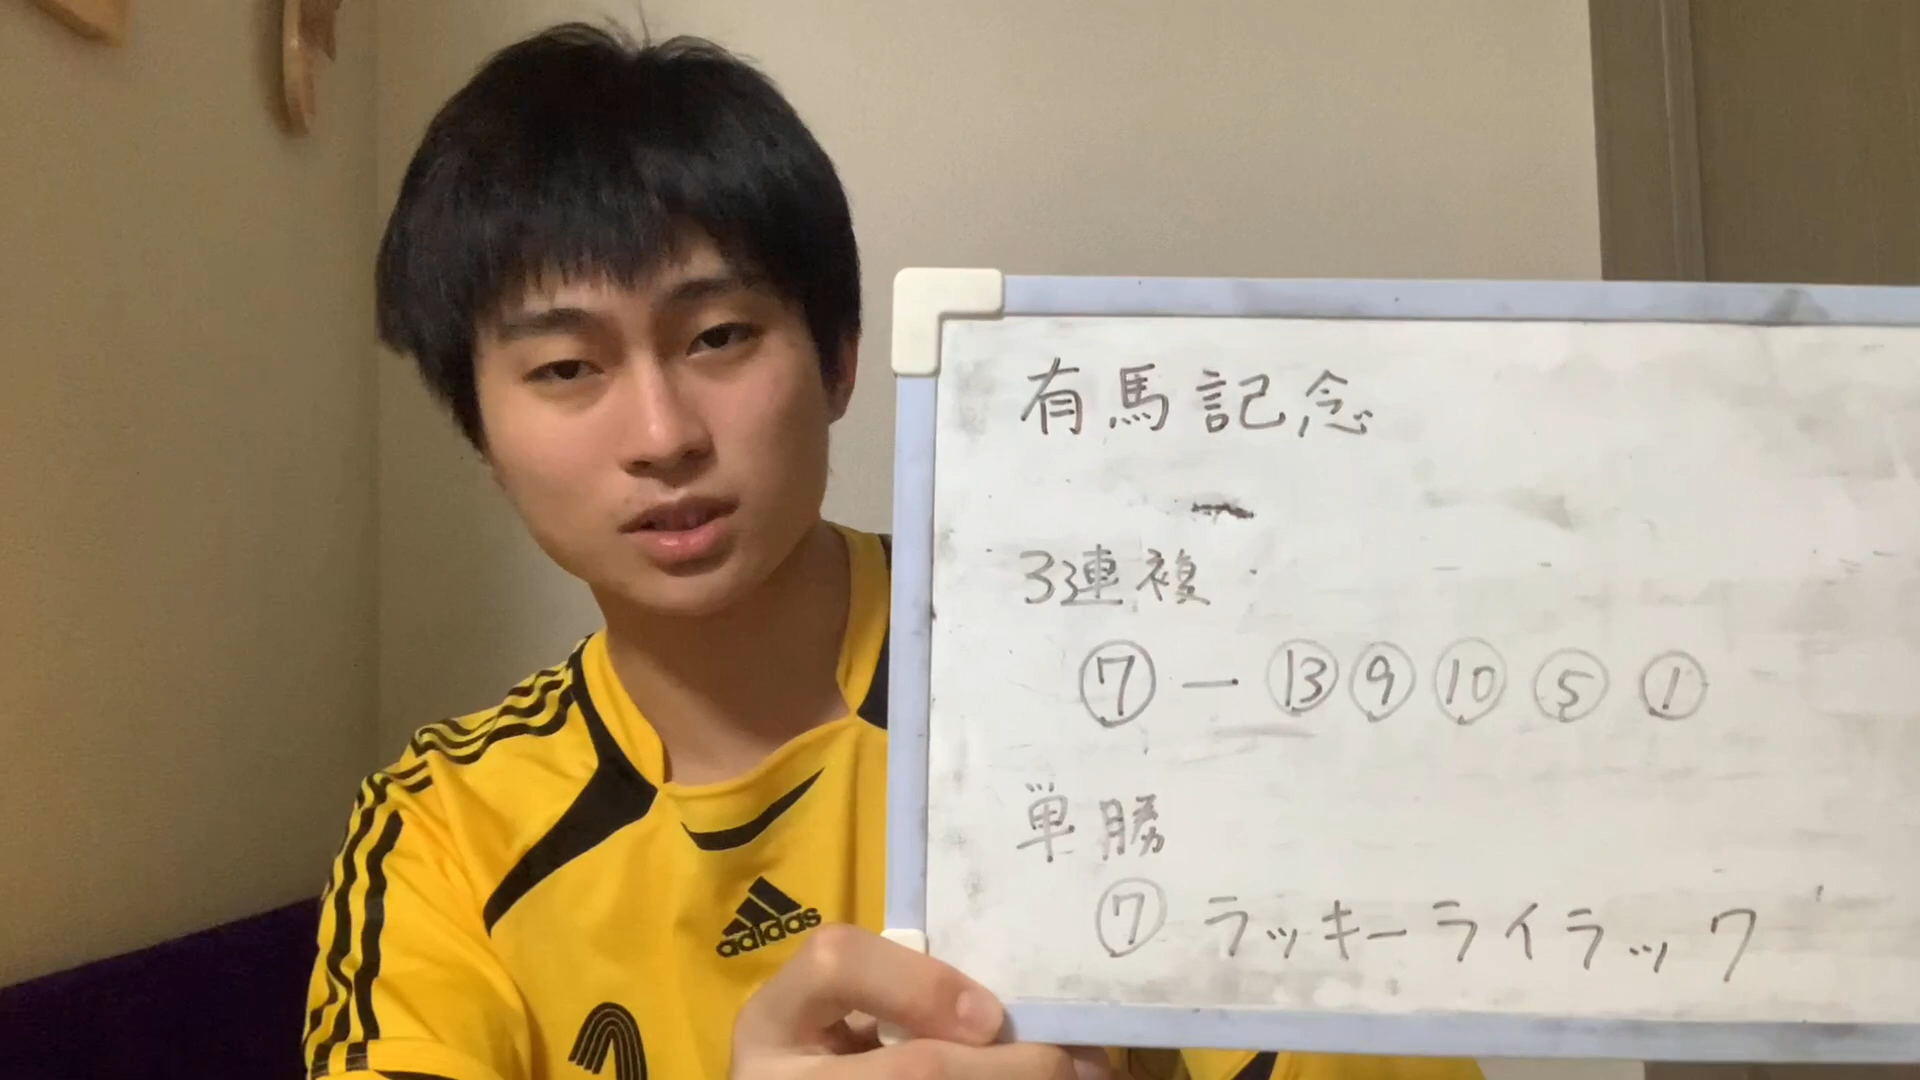 有馬記念
3連複
⑦ー⑬⑨⑩⑤①
単勝
⑦ ラッキーライラック
adidas